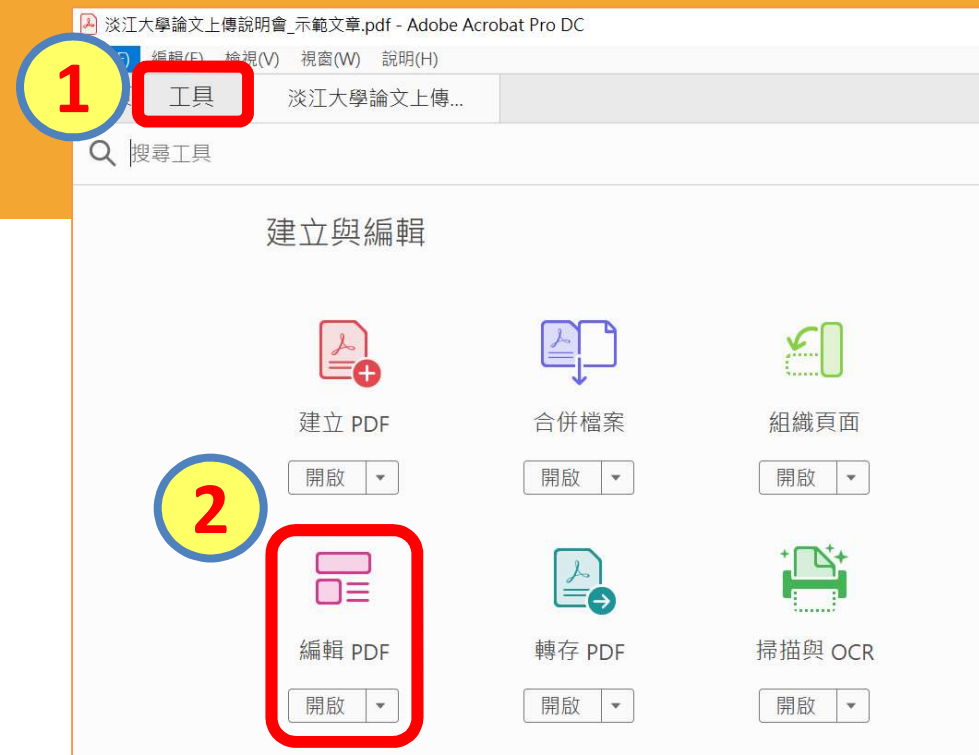 淡江大學論文上傳說明會_示範文章.pdf - Adobe Acrobat Pro DC
編輯(E) 檢視(V) 視窗(W) 說明(H)
1
工具 淡江大學論文上傳...
搜尋工具
建立與編輯
建立 PDF 合併檔案 組織頁面
開啟 開啟 開啟
2
編輯 PDF 轉存 PDF 掃描與 OCR
開啟 開啟 開啟